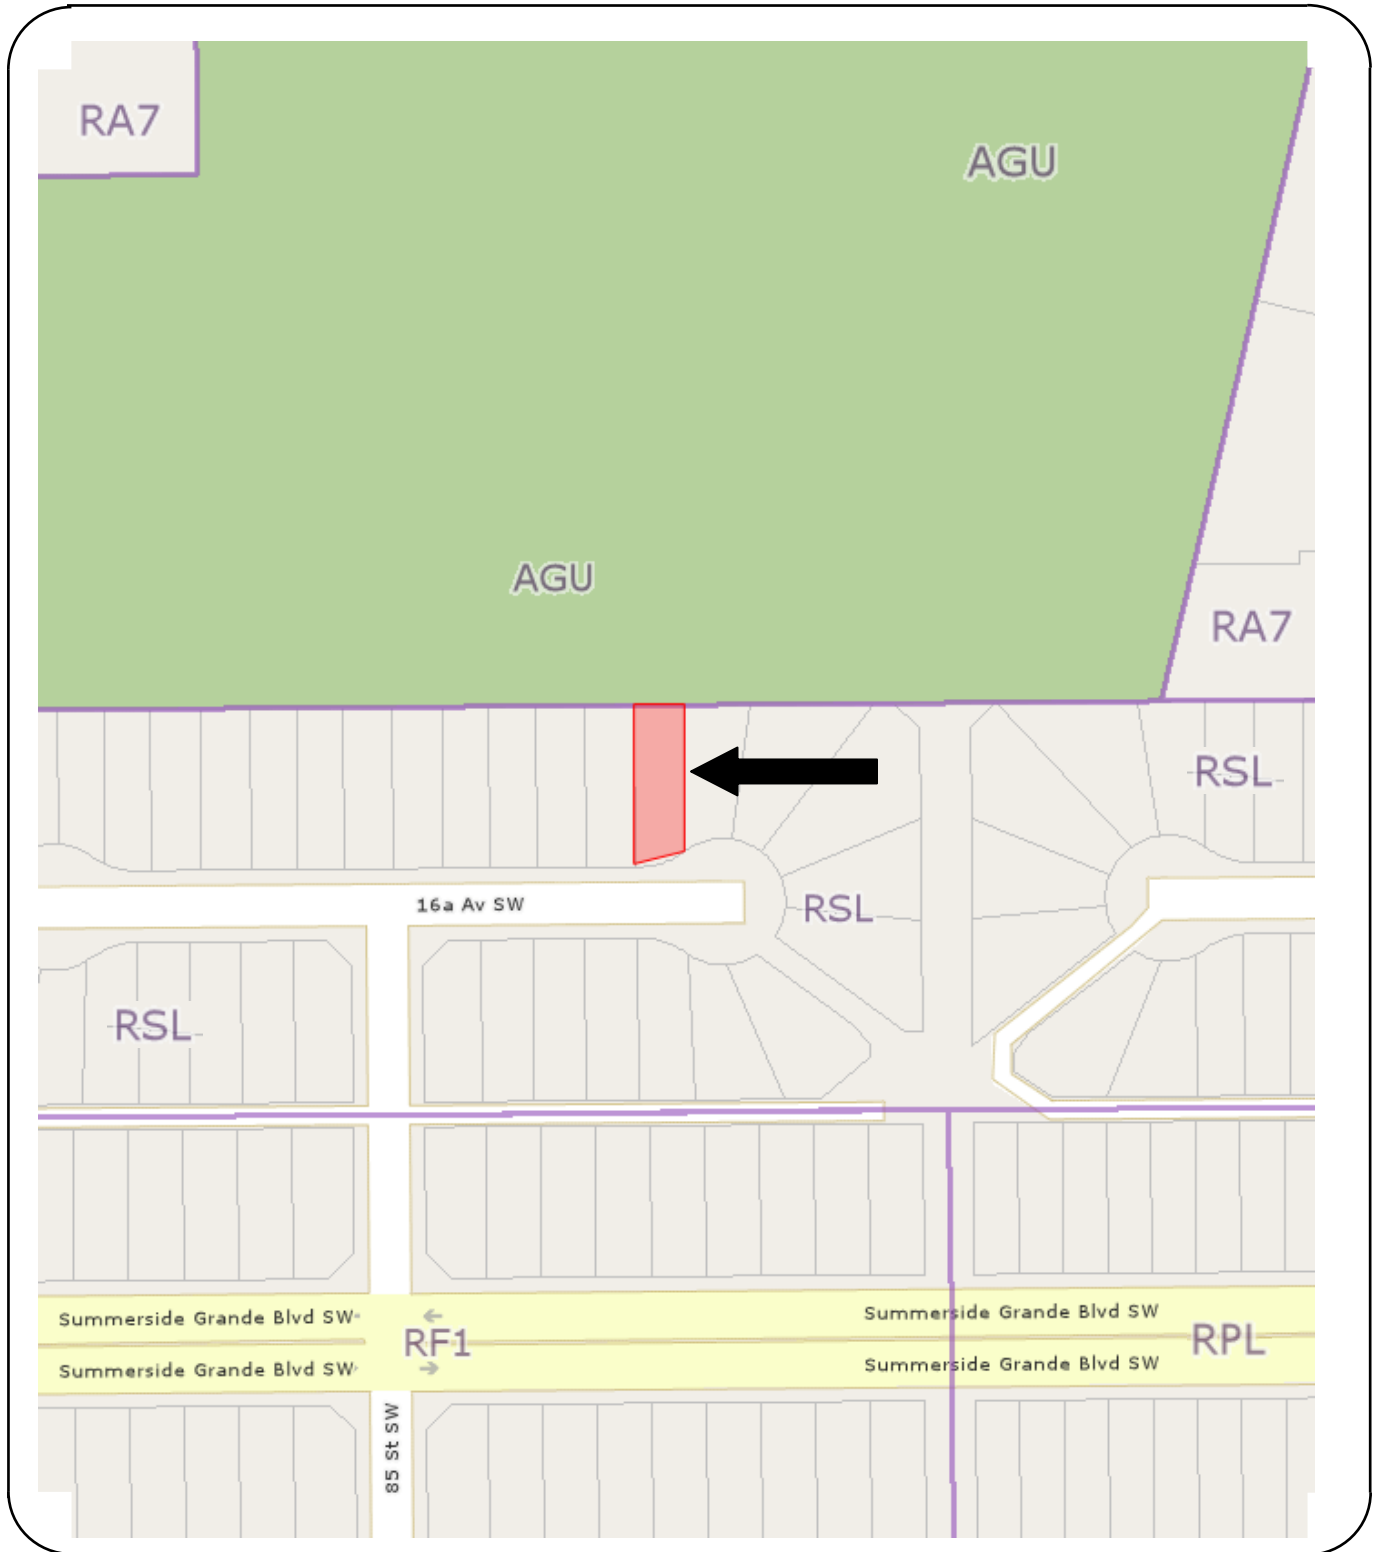 RA7
AGU
AGU
RA7
RSL
16a Av SW
RSL
RSL
Summerside Grande Blvd SW
Summerside Grande Blvd SW
RF1
RPL
Summerside Grande Blvd SW
Summerside Grande Blvd SW
85 St SW